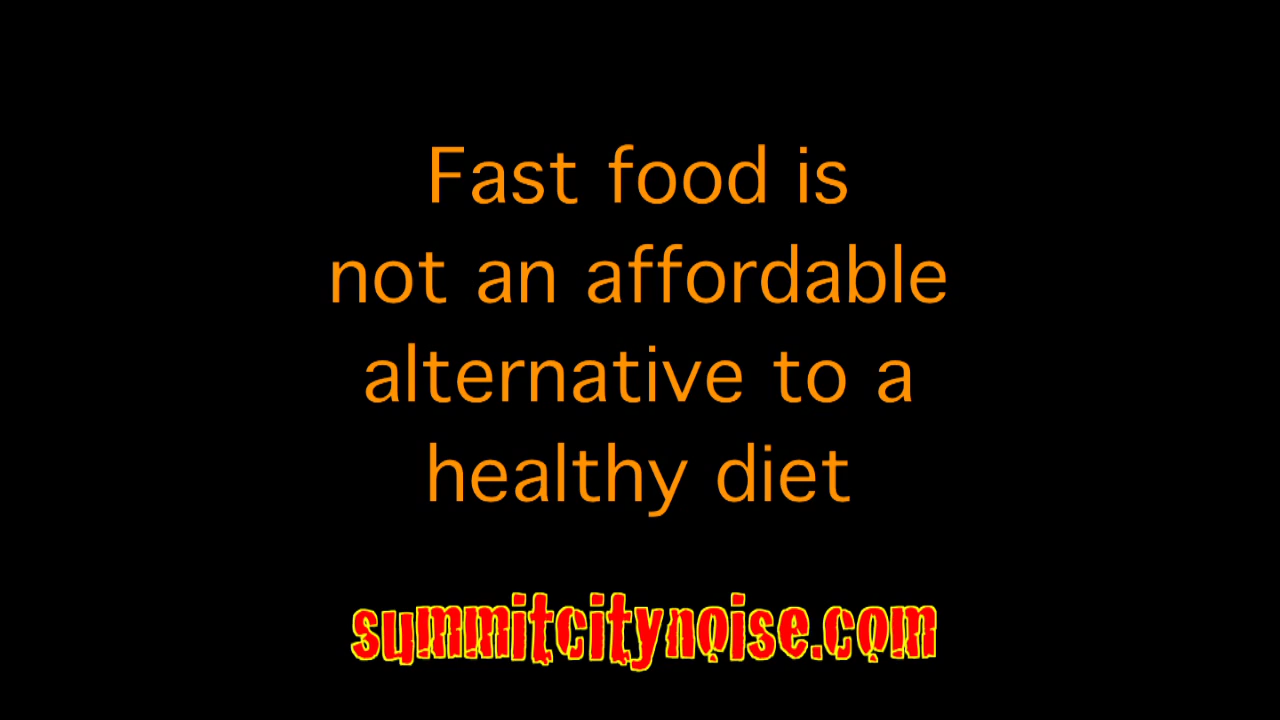 Fast food is
not an affordable
alternative to a
healthy diet
summitcitynoise.com